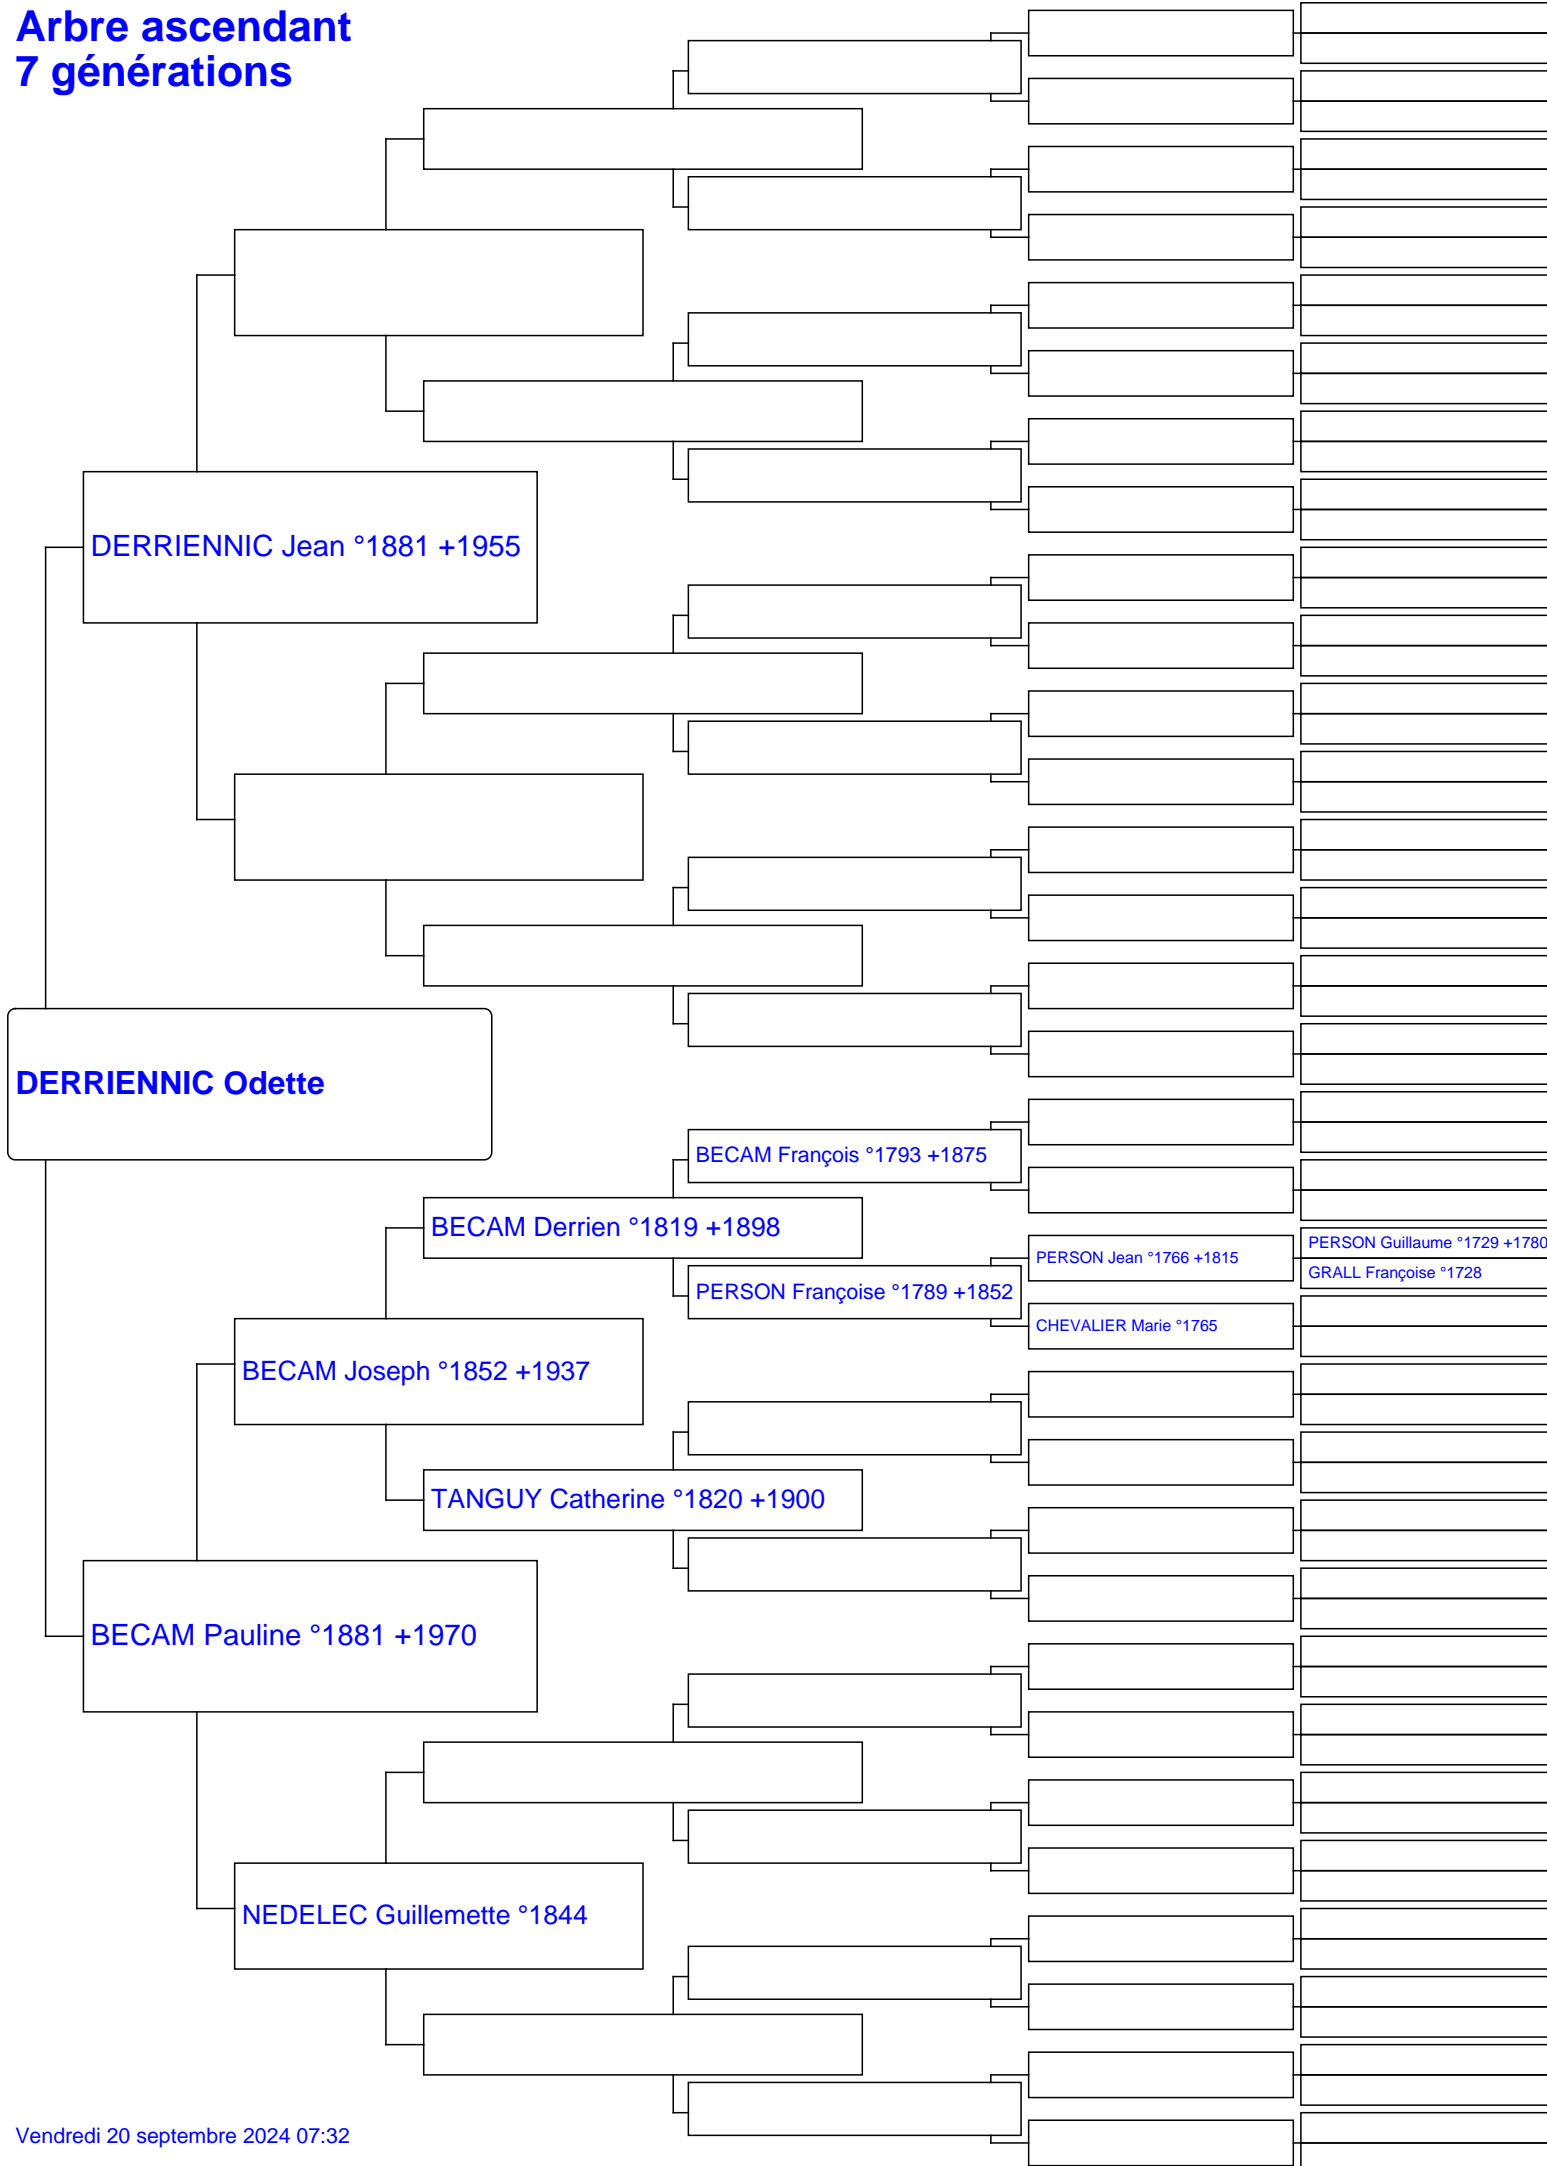 Arbre ascendant
7 générations
DERRIENNIC Jean °1881 +1955
DERRIENNIC Odette
BECAM François °1793 +1875
BECAM Derrien °1819 +1898
PERSON Jean °1766 +1815
PERSON Guillaume °1729 +1780
GRALL Françoise °1728
PERSON Françoise °1789 +1852
CHEVALIER Marie °1765
BECAM Joseph °1852 +1937
TANGUY Catherine °1820 +1900
BECAM Pauline °1881 +1970
NEDELEC Guillemette °1844
Vendredi 20 septembre 2024 07:32